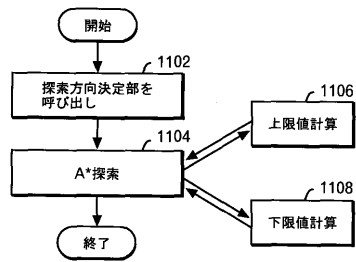 開始
1102
探索方向決定部を
呼び出し
1106
上限値計算
1104
A*探索
1108
下限値計算
終了